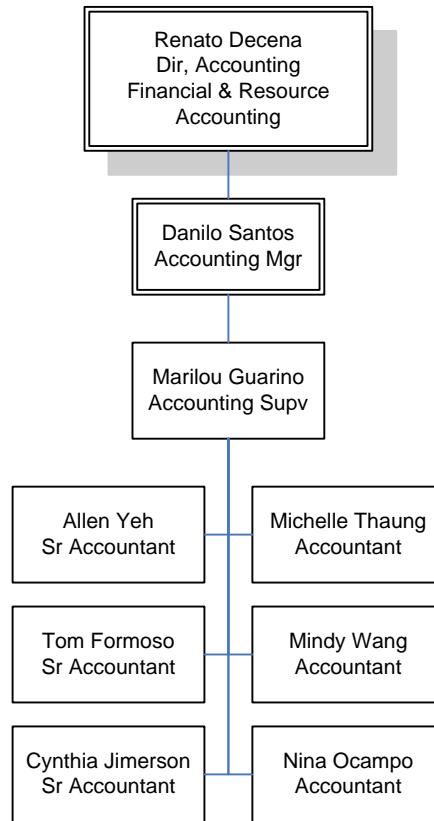 Renato Decena
Dir, Accounting
Financial & Resource
Accounting
Danilo Santos
Accounting Mgr
Marilou Guarino
Accounting Supv
Allen Yeh
Sr Accountant
Michelle Thaung
Accountant
Tom Formoso
Sr Accountant
Mindy Wang
Accountant
Cynthia Jimerson
Sr Accountant
Nina Ocampo
Accountant